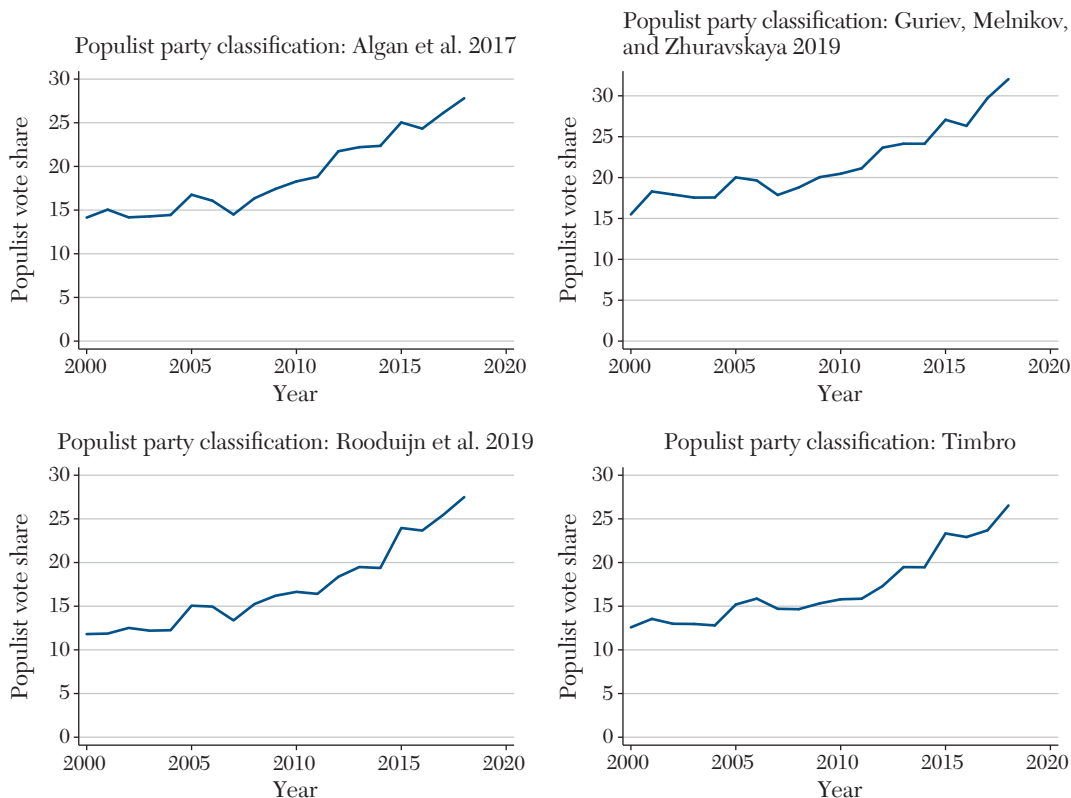 Populist party classification: Algan et al. 2017
30
25
20
15
10
5
0
Populist vote share
2000 2005 2010 2015 2020
Year
Populist party classification: Guriev, Melnikov,
and Zhuravskaya 2019
30
25
20
15
10
5
0
Populist vote share
2000 2005 2010 2015 2020
Year
Populist party classification: Rooduijn et al. 2019
30
25
20
15
10
5
0
Populist vote share
2000 2005 2010 2015 2020
Year
Populist party classification: Timbro
30
25
20
15
10
5
0
Populist vote share
2000 2005 2010 2015 2020
Year